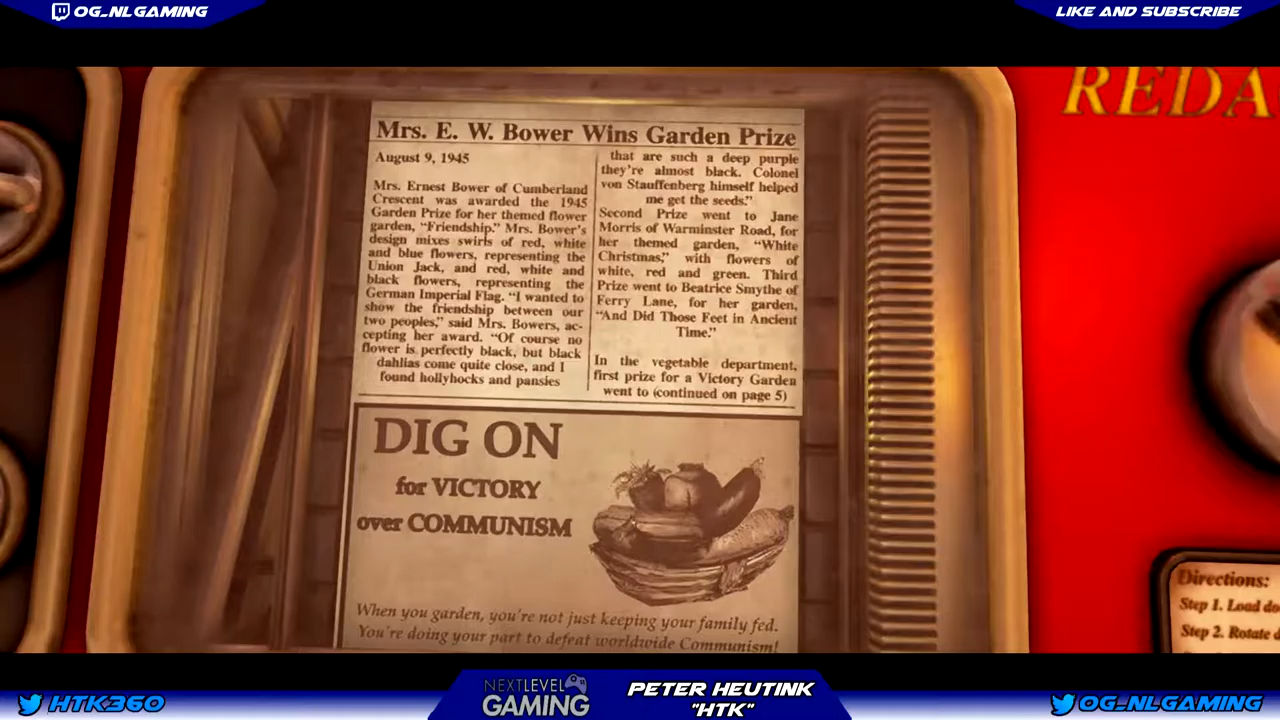 OG_NLGAMING
LIKE AND SUBSCRIBE
REDA
Mrs. E. W. Bower Wins Garden Prize
August 9, 1945
Mrs. Ernest Bower of Cumberland
Crescent was awarded the 1945
Garden Prize for her themed flower
garden, “Friendship.” Mrs. Bower’s
design mixes swirls of red, white
and blue flowers, representing the
Union Jack, and red, white and
black flowers, representing the
German Imperial Flag. “I wanted to
show the friendship between our
two peoples,” said Mrs. Bowers, ac-
cepting her award. “Of course no
flower is perfectly black, but black
dahlias come quite close, and I
found hollyhocks and pansies
that are such a deep purple
they’re almost black. Colonel
von Stauffenberg himself helped
me get the seeds.”
Second Prize went to Jane
Morris of Warminster Road, for
her themed garden, “White
Christmas,” with flowers of
white, red and green. Third
Prize went to Beatrice Smythe of
Ferry Lane, for her garden,
“And Did Those Feet in Ancient
Time.”
In the vegetable department,
first prize for a Victory Garden
went to (continued on page 5)
DIG ON
for VICTORY
over COMMUNISM
When you garden, you’re not just keeping your family fed.
You’re doing your part to defeat worldwide Communism!
Directions:
Step 1. Load do
Step 2. Rotate d
HTK360
NEXTLEVEL
GAMING
PETER HEUTINK
"HTK"
OG_NLGAMING